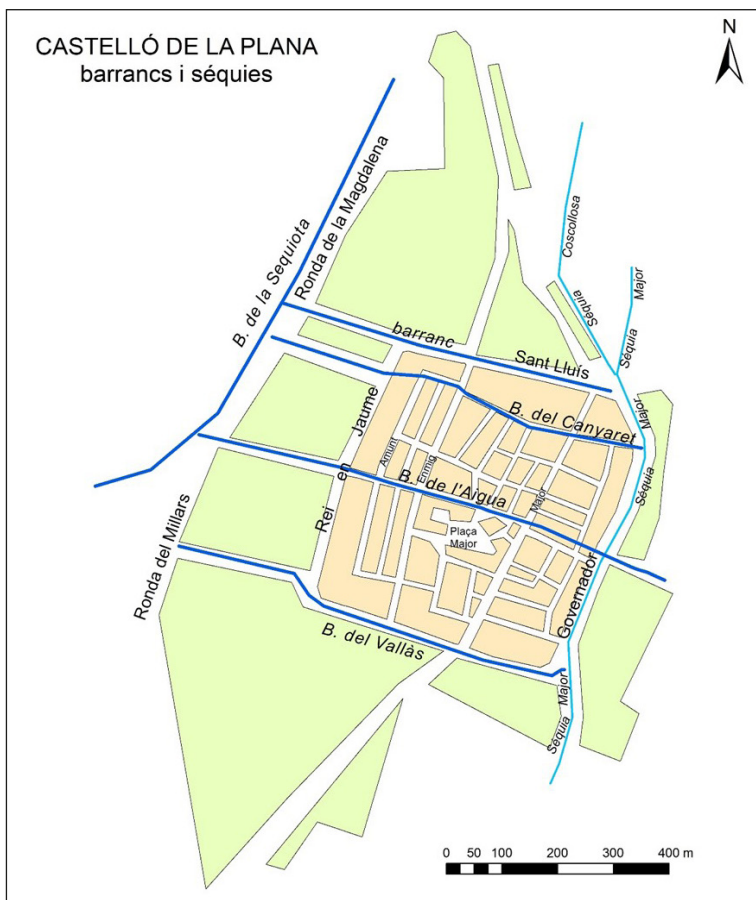 CASTELLÓ DE LA PLANA
barrancs i séquies
N
B. de la Sequiota
Ronda de la Magdalena
Coscollosa
Séquia
Major
Séquia
barranc
Sant Lluís
Major
Séquia
B. del Canyaret
Rei en Jaume
Amunt
Enmig
B. de l'Aigua
Major
Plaça
Major
Ronda del Millars
Governador
B. del Vallàs
Major
Séquia
0 50 100 200 300 400 m